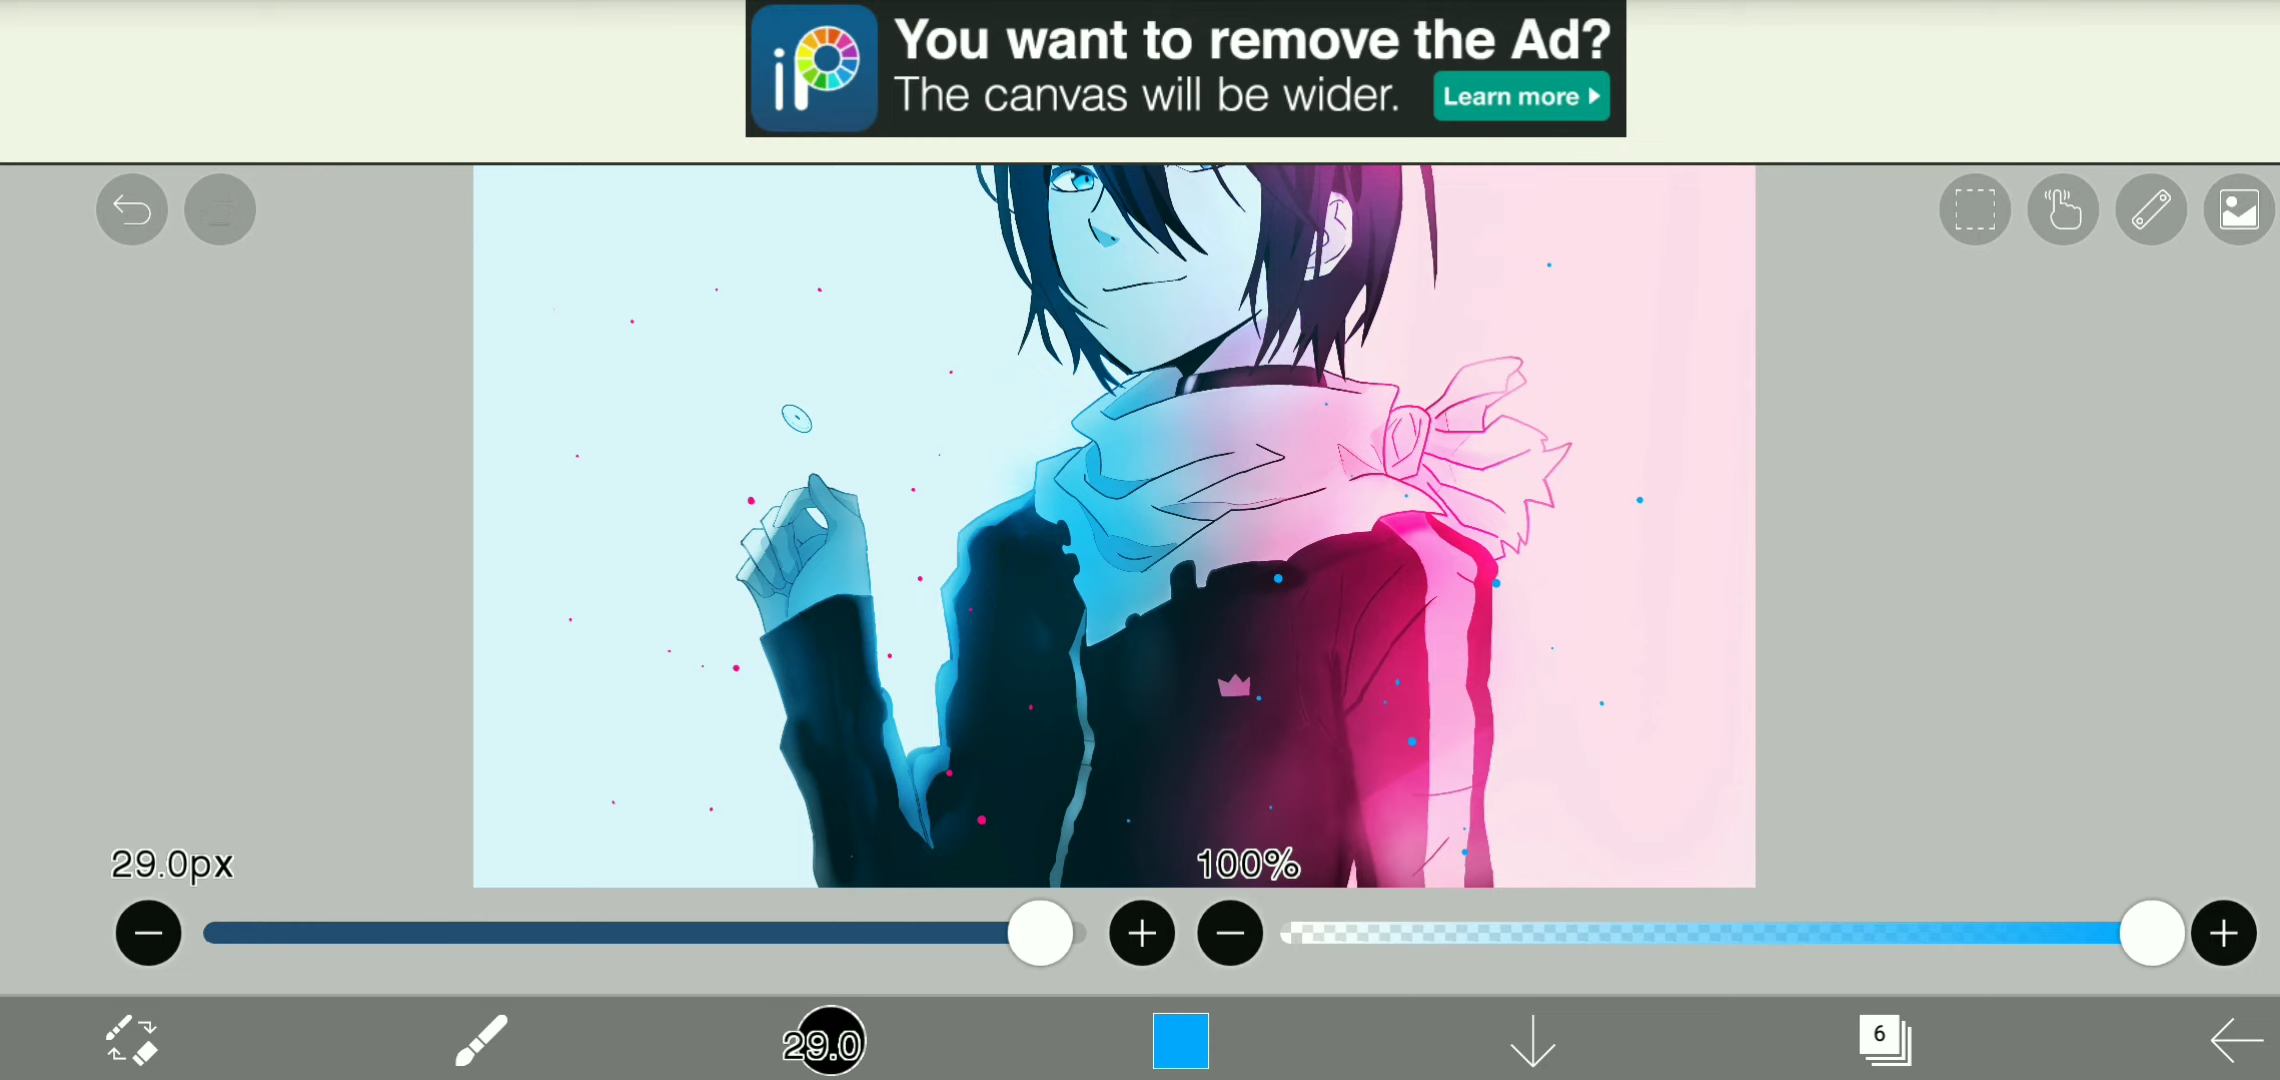 iP
You want to remove the Ad?
The canvas will be wider.
Learn more
29.0px
100%
29.0
6